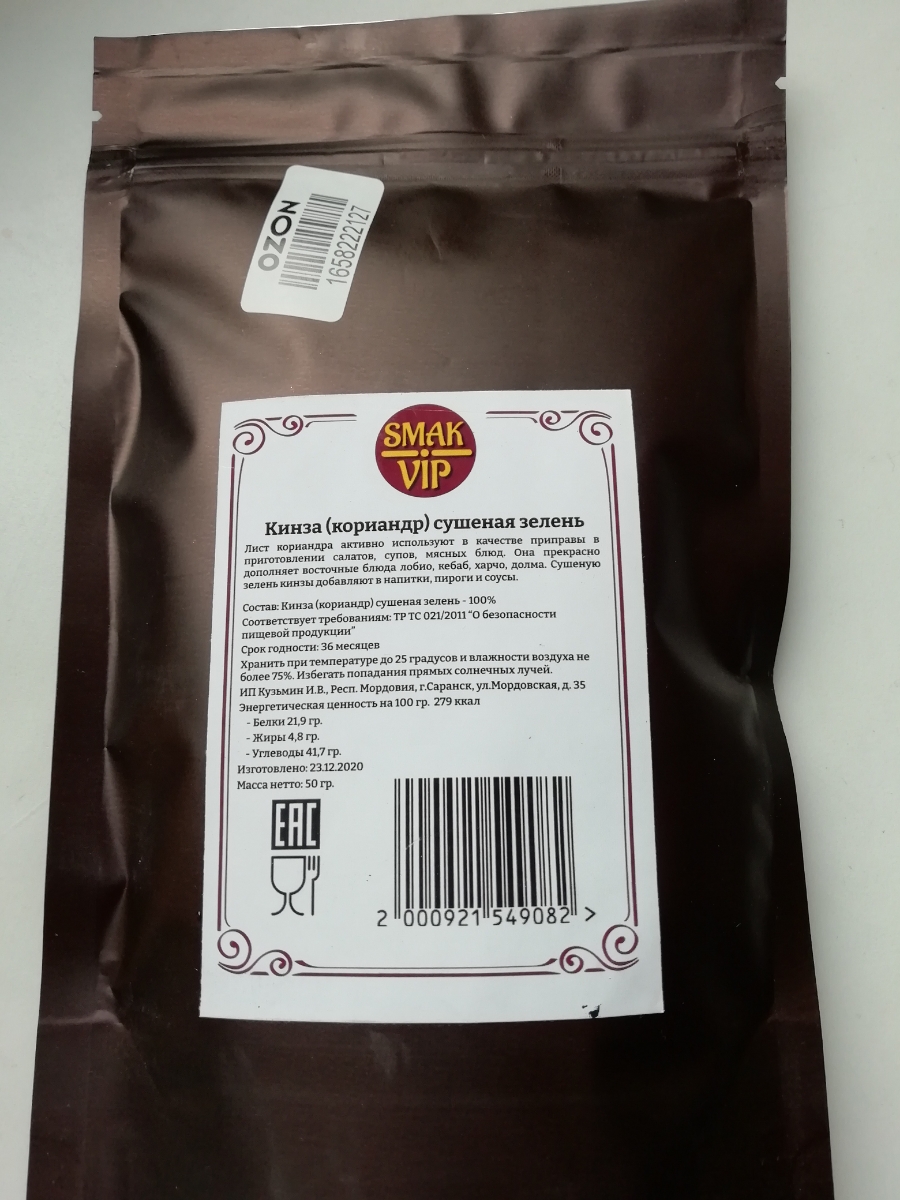 OZON
1658222127
SMAK
VIP
Кинза (кориандр) сушеная зелень
Лист кориандра активно используют в качестве приправы в
приготовлении салатов, супов, мясных блюд. Она прекрасно
дополняет восточные блюда лобио, кебаб, харчо, долма. Сушеную
зелень кинзы добавляют в напитки, пироги и соусы.
Состав: Кинза (кориандр) сушеная зелень - 100%
Соответствует требованиям: ТР ТС 021/2011 “О безопасности
пищевой продукции”
Срок годности: 36 месяцев
Хранить при температуре до 25 градусов и влажности воздуха не
более 75%. Избегать попадания прямых солнечных лучей.
ИП Кузьмин И.В., Респ. Мордовия, г.Саранск, ул.Мордовская, д. 35
Энергетическая ценность на 100 гр. 279 ккал
- Белки 21,9 гр.
- Жиры 4,8 гр.
- Углеводы 41,7 гр.
Изготовлено: 23.12.2020
Масса нетто: 50 гр.
EAC
2 000921 549082 >